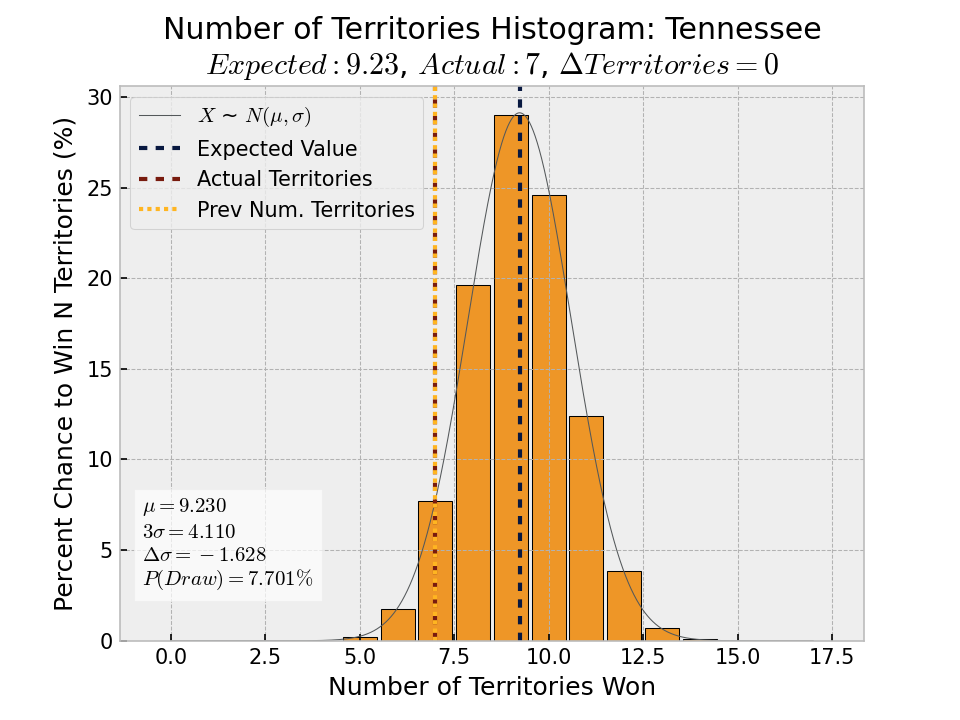 Number of Territories Histogram: Tennessee
Expected : 9.23, Actual : 7, ΔTerritories = 0
X ∼ N(μ, σ)
Expected Value
Actual Territories
Prev Num. Territories
Percent Chance to Win N Territories (%)
30
25
20
15
10
5
0
μ = 9.230
3σ = 4.110
Δσ = −1.628
P(Draw) = 7.701%
0.0 2.5 5.0 7.5 10.0 12.5 15.0 17.5
Number of Territories Won